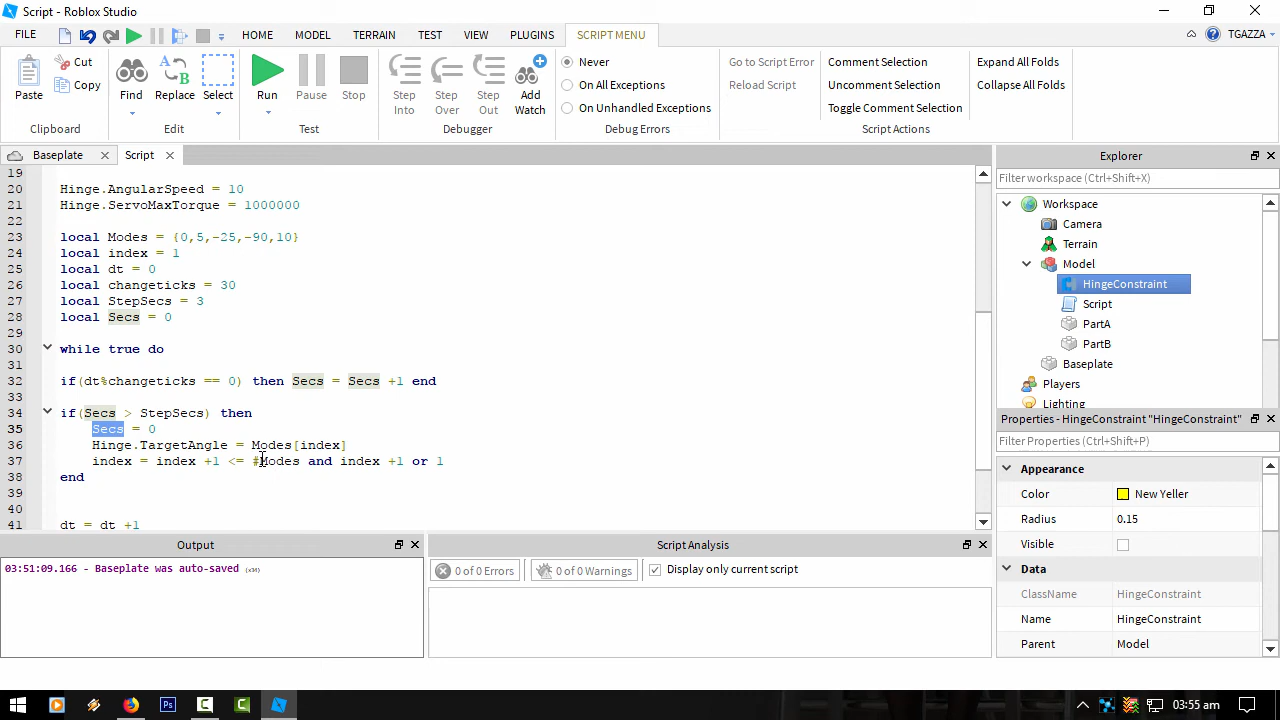 Script - Roblox Studio
FILE HOME MODEL TERRAIN TEST VIEW PLUGINS SCRIPT MENU TGAZZA
Paste Cut Copy
Clipboard
Find Replace Select
Edit
Run Pause Stop
Test
Step Into Step Over Step Out Add Watch
Debugger
Never
On All Exceptions
On Unhandled Exceptions
Debug Errors
Go to Script Error
Reload Script
Comment Selection
Uncomment Selection
Toggle Comment Selection
Script Actions
Expand All Folds
Collapse All Folds
Baseplate Script
19
20 Hinge.AngularSpeed = 10
21 Hinge.ServoMaxTorque = 1000000
22
23 local Modes = {0,5,-25,-90,10}
24 local index = 1
25 local dt = 0
26 local changeticks = 30
27 local StepSecs = 3
28 local Secs = 0
29
30 while true do
31
32 if(dt%changeticks == 0) then Secs = Secs +1 end
33
34 if(Secs > StepSecs) then
35 Secs = 0
36 Hinge.TargetAngle = Modes[index]
37 index = index +1 <= #Modes and index +1 or 1
38 end
39
40
41 dt = dt +1
Explorer
Filter workspace (Ctrl+Shift+X)
Workspace
Camera
Terrain
Model
HingeConstraint
Script
PartA
PartB
Baseplate
Players
Lighting
Properties - HingeConstraint "HingeConstraint"
Filter Properties (Ctrl+Shift+P)
Appearance
Color New Yeller
Radius 0.15
Visible
Data
ClassName HingeConstraint
Name HingeConstraint
Parent Model
Output
03:51:09.166 - Baseplate was auto-saved (x34)
Script Analysis
0 of 0 Errors 0 of 0 Warnings Display only current script
Ps
03:55 am